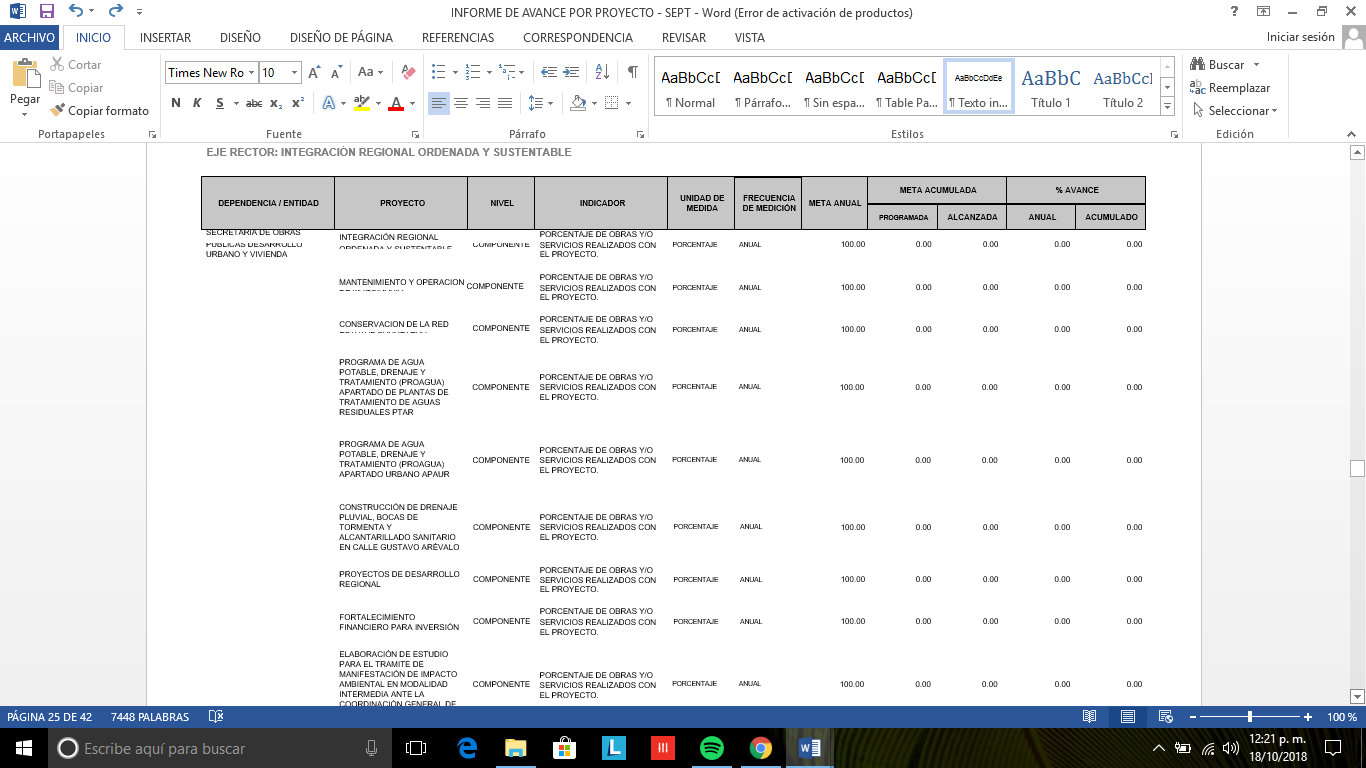 INFORME DE AVANCE POR PROYECTO - SEPT - Word (Error de activación de productos)
ARCHIVO INICIO INSERTAR DISEÑO DISEÑO DE PÁGINA REFERENCIAS CORRESPONDENCIA REVISAR VISTA Iniciar sesión
Pegar
Cortar
Copiar
Copiar formato
Portapapeles
Times New Ro 10
Aa
N K S abc x₂ x²
Fuente
Párrafo
AaBbCcI AaBbCcI AaBbCcI AaBbCcI AaBbCcDdEe AaBbC AaBbCcI
¶ Normal ¶ Párrafo... ¶ Sin espa... ¶ Table Pa... ¶ Texto in... Título 1 Título 2
Estilos
Buscar
Reemplazar
Seleccionar
Edición
EJE RECTOR: INTEGRACIÓN REGIONAL ORDENADA Y SUSTENTABLE
DEPENDENCIA / ENTIDAD PROYECTO NIVEL INDICADOR UNIDAD DE MEDIDA FRECUENCIA DE MEDICIÓN META ANUAL META ACUMULADA % AVANCE
PROGRAMADA ALCANZADA ANUAL ACUMULADO
SECRETARIA DE OBRAS
PUBLICAS DESARROLLO
URBANO Y VIVIENDA
INTEGRACIÓN REGIONAL
ORDENADA Y SUSTENTABLE
COMPONENTE
PORCENTAJE DE OBRAS Y/O
SERVICIOS REALIZADOS CON
EL PROYECTO.
PORCENTAJE ANUAL 100.00 0.00 0.00 0.00 0.00
MANTENIMIENTO Y OPERACION
COMPONENTE
PORCENTAJE DE OBRAS Y/O
SERVICIOS REALIZADOS CON
EL PROYECTO.
PORCENTAJE ANUAL 100.00 0.00 0.00 0.00 0.00
CONSERVACION DE LA RED
COMPONENTE
PORCENTAJE DE OBRAS Y/O
SERVICIOS REALIZADOS CON
EL PROYECTO.
PORCENTAJE ANUAL 100.00 0.00 0.00 0.00 0.00
PROGRAMA DE AGUA
POTABLE, DRENAJE Y
TRATAMIENTO (PROAGUA)
APARTADO DE PLANTAS DE
TRATAMIENTO DE AGUAS
RESIDUALES PTAR
COMPONENTE
PORCENTAJE DE OBRAS Y/O
SERVICIOS REALIZADOS CON
EL PROYECTO.
PORCENTAJE ANUAL 100.00 0.00 0.00 0.00 0.00
PROGRAMA DE AGUA
POTABLE, DRENAJE Y
TRATAMIENTO (PROAGUA)
APARTADO URBANO APAUR
COMPONENTE
PORCENTAJE DE OBRAS Y/O
SERVICIOS REALIZADOS CON
EL PROYECTO.
PORCENTAJE ANUAL 100.00 0.00 0.00 0.00 0.00
CONSTRUCCIÓN DE DRENAJE
PLUVIAL, BOCAS DE
TORMENTA Y
ALCANTARILLADO SANITARIO
EN CALLE GUSTAVO ARÉVALO
COMPONENTE
PORCENTAJE DE OBRAS Y/O
SERVICIOS REALIZADOS CON
EL PROYECTO.
PORCENTAJE ANUAL 100.00 0.00 0.00 0.00 0.00
PROYECTOS DE DESARROLLO
REGIONAL
COMPONENTE
PORCENTAJE DE OBRAS Y/O
SERVICIOS REALIZADOS CON
EL PROYECTO.
PORCENTAJE ANUAL 100.00 0.00 0.00 0.00 0.00
FORTALECIMIENTO
FINANCIERO PARA INVERSIÓN
COMPONENTE
PORCENTAJE DE OBRAS Y/O
SERVICIOS REALIZADOS CON
EL PROYECTO.
PORCENTAJE ANUAL 100.00 0.00 0.00 0.00 0.00
ELABORACIÓN DE ESTUDIO
PARA EL TRAMITE DE
MANIFESTACIÓN DE IMPACTO
AMBIENTAL EN MODALIDAD
INTERMEDIA ANTE LA
COORDINACIÓN GENERAL DE
COMPONENTE
PORCENTAJE DE OBRAS Y/O
SERVICIOS REALIZADOS CON
EL PROYECTO.
PORCENTAJE ANUAL 100.00 0.00 0.00 0.00 0.00
PÁGINA 25 DE 42 7448 PALABRAS 100 %
Escribe aquí para buscar
12:21 p. m.
18/10/2018